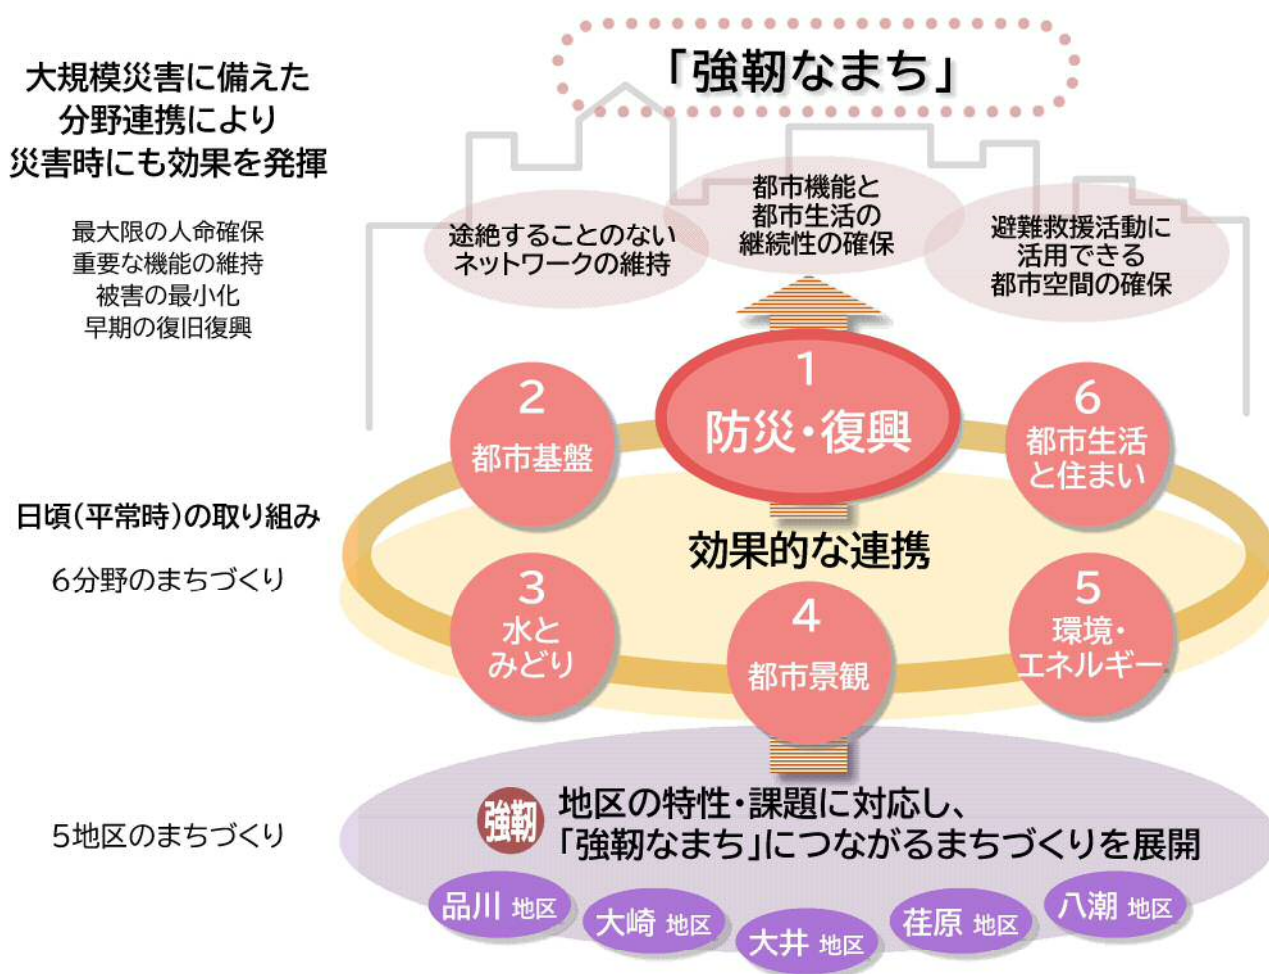 「強靭なまち」
大規模災害に備えた
分野連携により
災害時にも効果を発揮
最大限の人命確保
重要な機能の維持
被害の最小化
早期の復旧復興
途絶することのない
ネットワークの維持
都市機能と
都市生活の
継続性の確保
避難救援活動に
活用できる
都市空間の確保
1
防災・復興
2
都市基盤
6
都市生活
と住まい
日頃(平常時)の取り組み
6分野のまちづくり
効果的な連携
3
水と
みどり
4
都市景観
5
環境・
エネルギー
5地区のまちづくり
強靭
地区の特性・課題に対応し、
「強靭なまち」につながるまちづくりを展開
品川 地区
大崎 地区
大井 地区
荏原 地区
八潮 地区